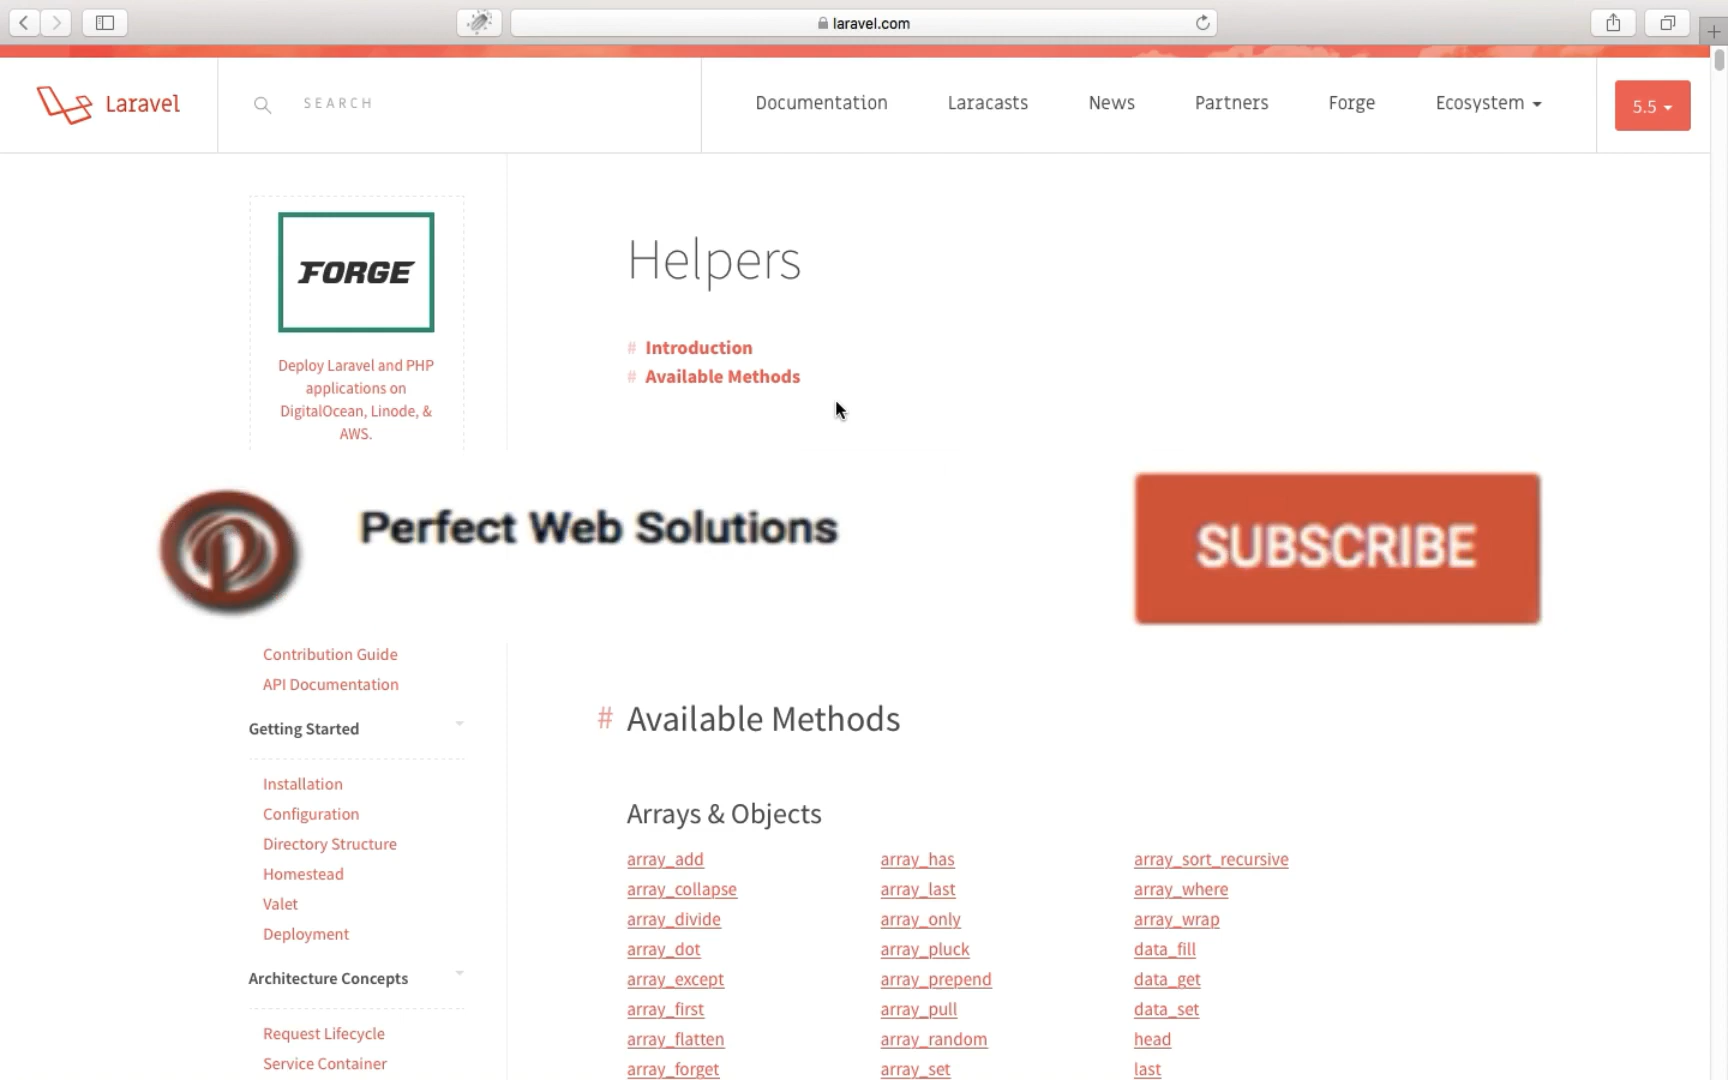 laravel.com
Laravel
SEARCH
Documentation
Laracasts
News
Partners
Forge
Ecosystem
5.5
FORGE
Deploy Laravel and PHP
applications on
DigitalOcean, Linode, &
AWS.
Helpers
# Introduction
# Available Methods
Perfect Web Solutions
SUBSCRIBE
Contribution Guide
API Documentation
Getting Started
Installation
Configuration
Directory Structure
Homestead
Valet
Deployment
Architecture Concepts
Request Lifecycle
Service Container
# Available Methods
Arrays & Objects
array_add
array_collapse
array_divide
array_dot
array_except
array_first
array_flatten
array_forget
array_has
array_last
array_only
array_pluck
array_prepend
array_pull
array_random
array_set
array_sort_recursive
array_where
array_wrap
data_fill
data_get
data_set
head
last